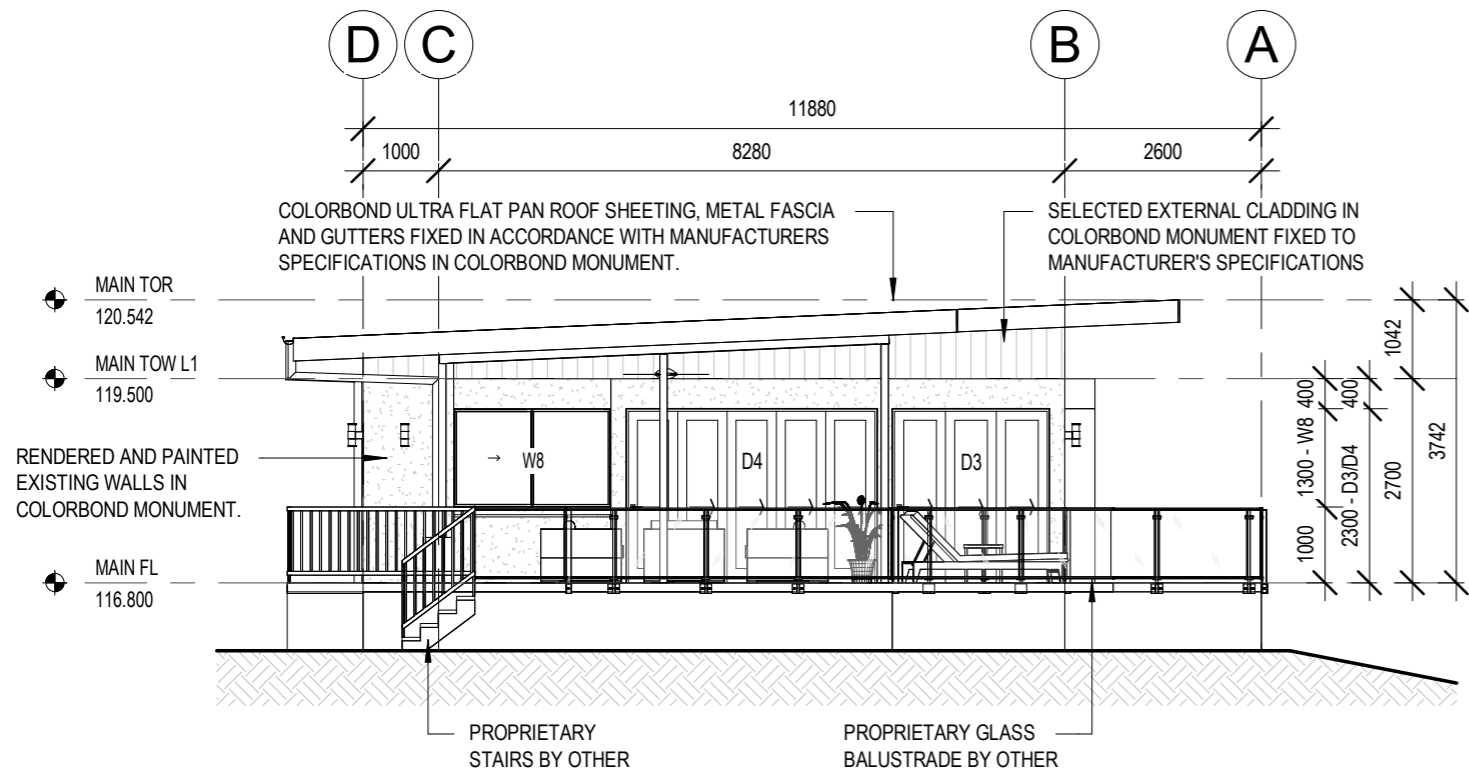 D C B A
11880
1000 8280 2600
COLORBOND ULTRA FLAT PAN ROOF SHEETING, METAL FASCIA
AND GUTTERS FIXED IN ACCORDANCE WITH MANUFACTURERS
SPECIFICATIONS IN COLORBOND MONUMENT.
SELECTED EXTERNAL CLADDING IN
COLORBOND MONUMENT FIXED TO
MANUFACTURER'S SPECIFICATIONS
MAIN TOR
120.542
MAIN TOW L1
119.500
RENDERED AND PAINTED
EXISTING WALLS IN
COLORBOND MONUMENT.
MAIN FL
116.800
W8
D4
D3
1000
1300 - W8
400
2300 - D3/D4
400
2700
1042
3742
PROPRIETARY
STAIRS BY OTHER
PROPRIETARY GLASS
BALUSTRADE BY OTHER